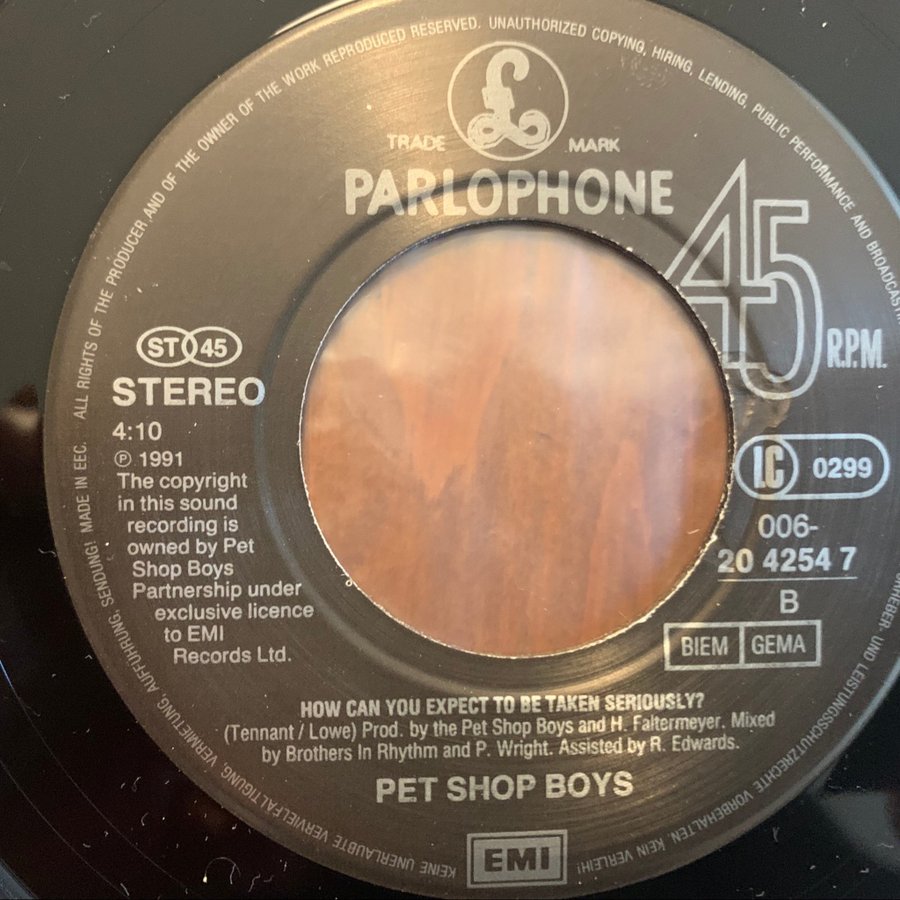 ALL RIGHTS OF THE PRODUCER AND OF THE OWNER OF THE WORK REPRODUCED RESERVED. UNAUTHORIZED COPYING, HIRING, LENDING, PUBLIC PERFORMANCE AND BROADCASTIN
£
TRADE MARK
PARLOPHONE
45
R.P.M.
ST 45
STEREO
4:10
℗ 1991
The copyright
in this sound
recording is
owned by Pet
Shop Boys
Partnership under
exclusive licence
to EMI
Records Ltd.
I.C 0299
006-
20 4254 7
B
BIEM GEMA
HOW CAN YOU EXPECT TO BE TAKEN SERIOUSLY?
(Tennant / Lowe) Prod. by the Pet Shop Boys and H. Faltermeyer. Mixed
by Brothers In Rhythm and P. Wright. Assisted by R. Edwards.
PET SHOP BOYS
EMI
URHEBER- UND LEISTUNGSSCHUTZRECHTE VORBEHALTEN. KEIN VERLEIH!
KEINE UNERLAUBTE VERVIELFÄLTIGUNG, VERMIETUNG, AUFFÜHRUNG, SENDUNG! MADE IN EEC.